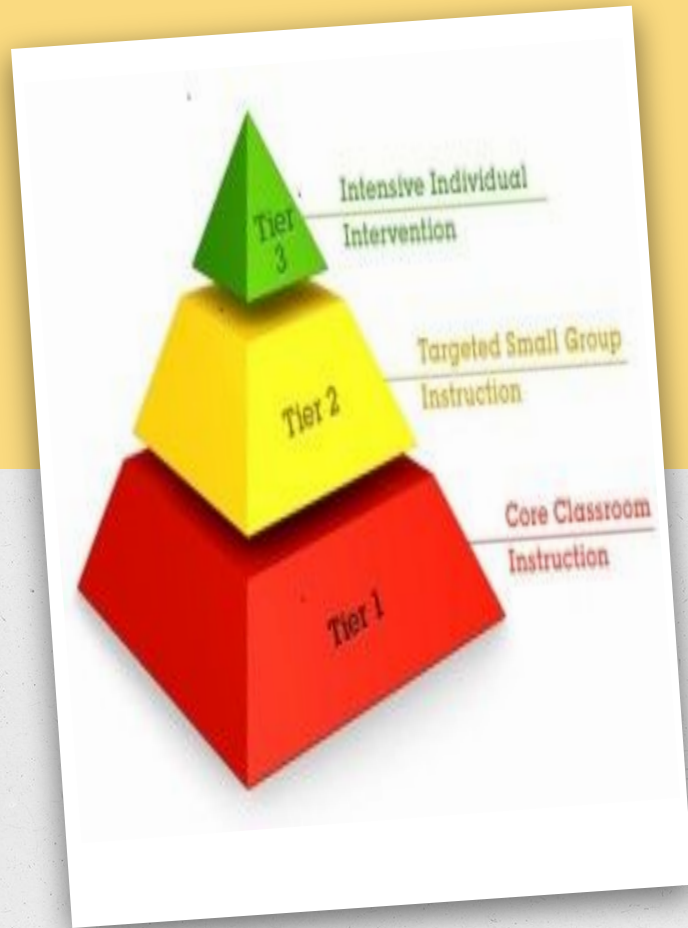 Intensive Individual
Intervention
Tier
3
Targeted Small Group
Instruction
Tier 2
Core Classroom
Instruction
Tier 1